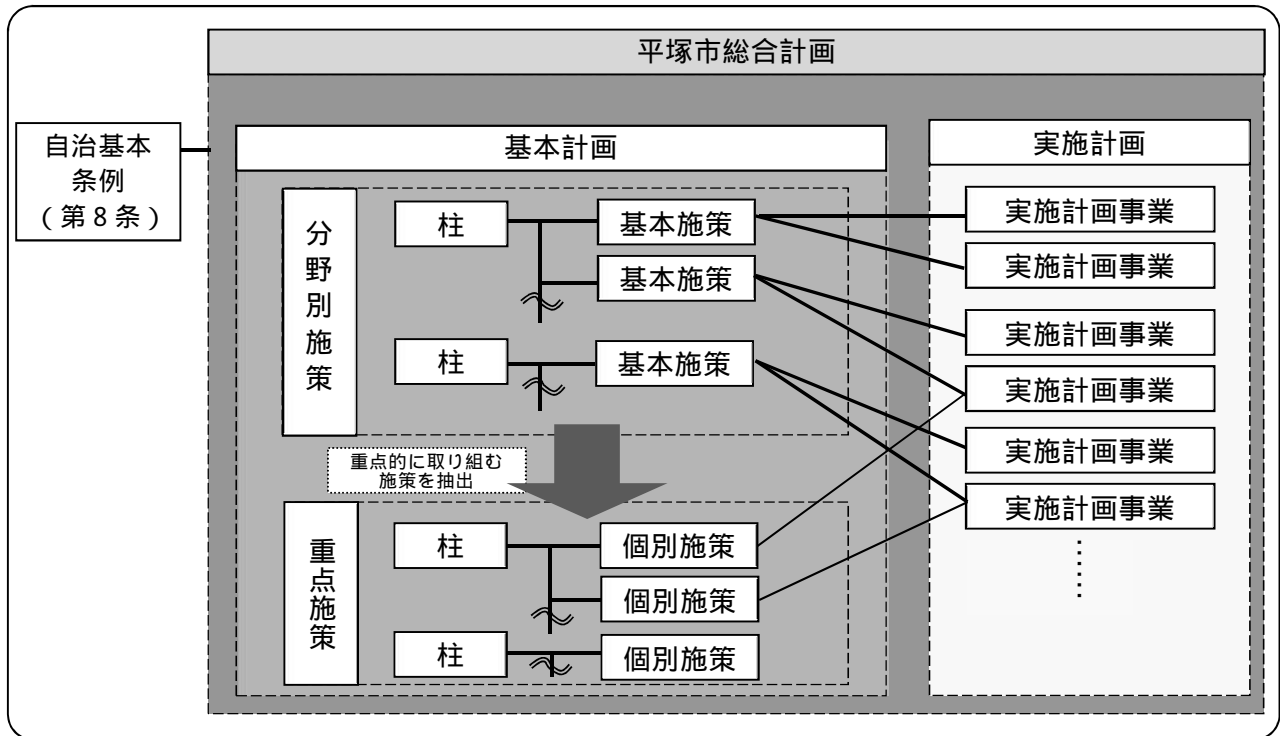 平塚市総合計画
自治基本
条例
（第８条）
基本計画
実施計画
分野別施策
柱
基本施策
基本施策
柱
基本施策
重点的に取り組む
施策を抽出
重点施策
柱
個別施策
個別施策
柱
個別施策
実施計画事業
実施計画事業
実施計画事業
実施計画事業
実施計画事業
実施計画事業
……